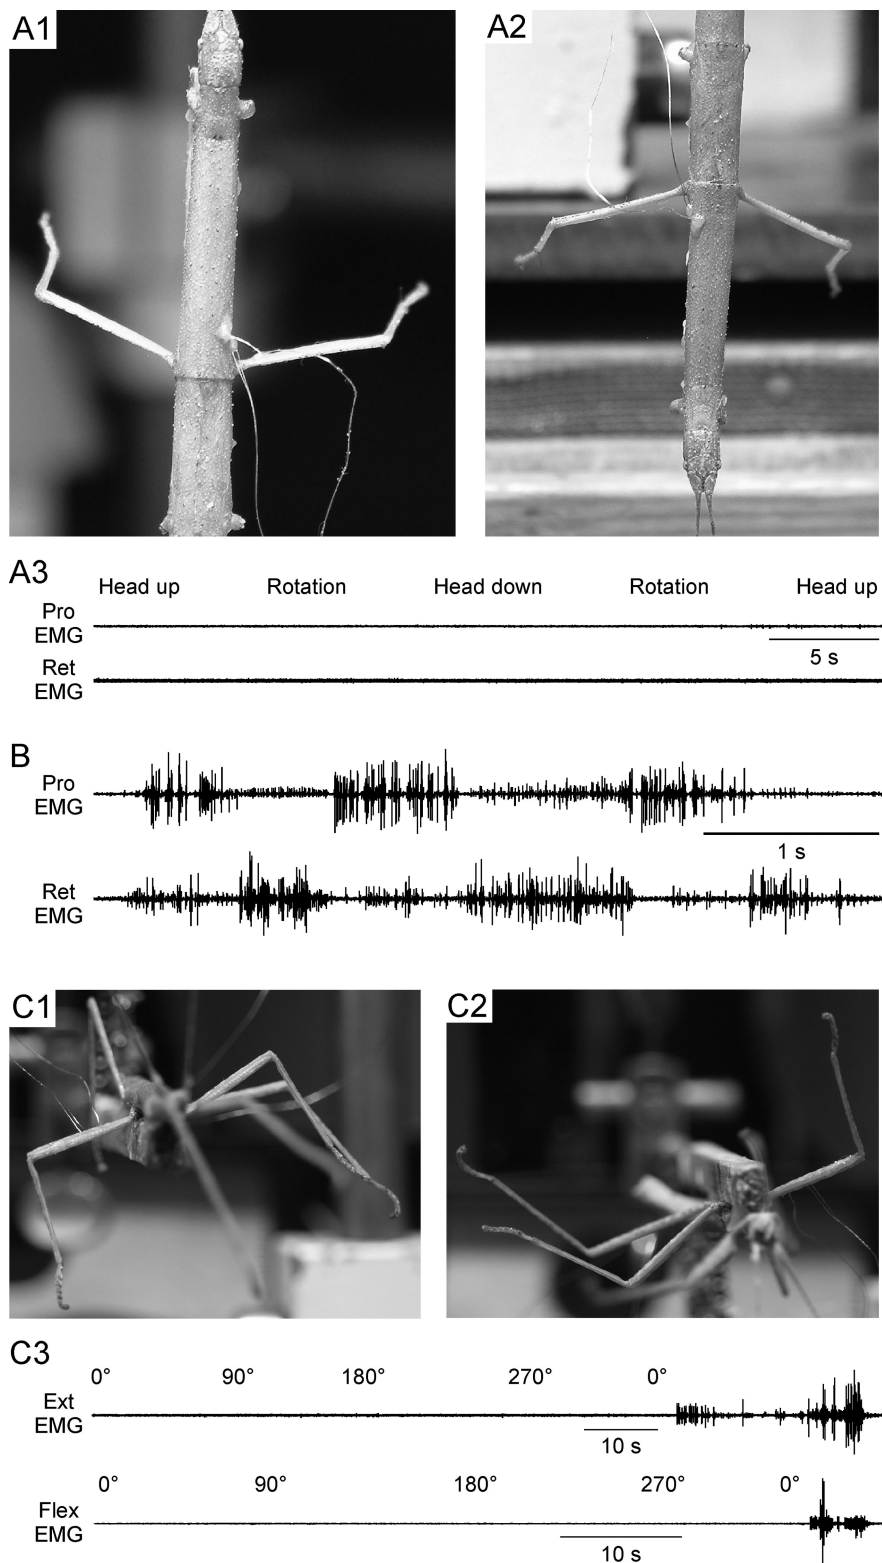 A1
A2
A3
Head up Rotation Head down Rotation Head up
Pro
EMG
5 s
Ret
EMG
B
Pro
EMG
1 s
Ret
EMG
C1
C2
C3
0° 90° 180° 270° 0°
Ext
EMG
10 s
0° 90° 180° 270° 0°
Flex
EMG
10 s